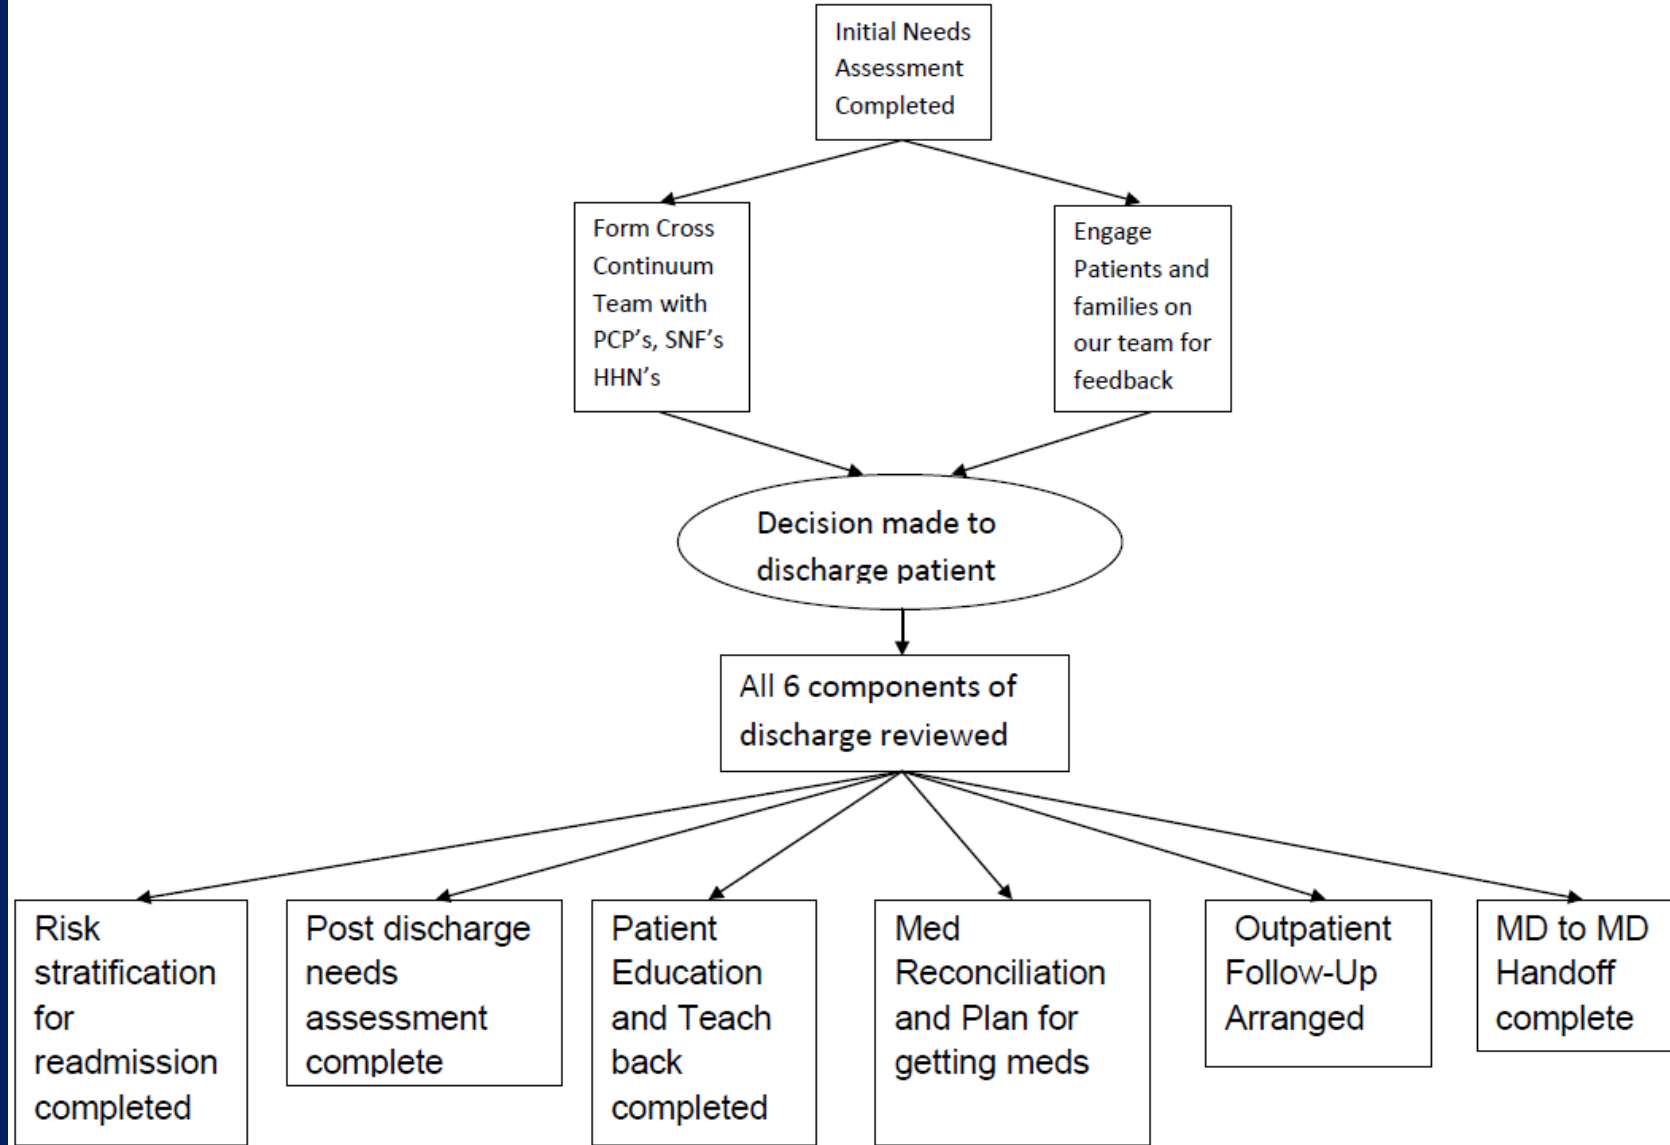 Initial Needs
Assessment
Completed
Form Cross
Continuum
Team with
PCP's, SNF's
HHN's
Engage
Patients and
families on
our team for
feedback
Decision made to
discharge patient
All 6 components of
discharge reviewed
Risk
stratification
for
readmission
completed
Post discharge
needs
assessment
complete
Patient
Education
and Teach
back
completed
Med
Reconciliation
and Plan for
getting meds
Outpatient
Follow-Up
Arranged
MD to MD
Handoff
complete